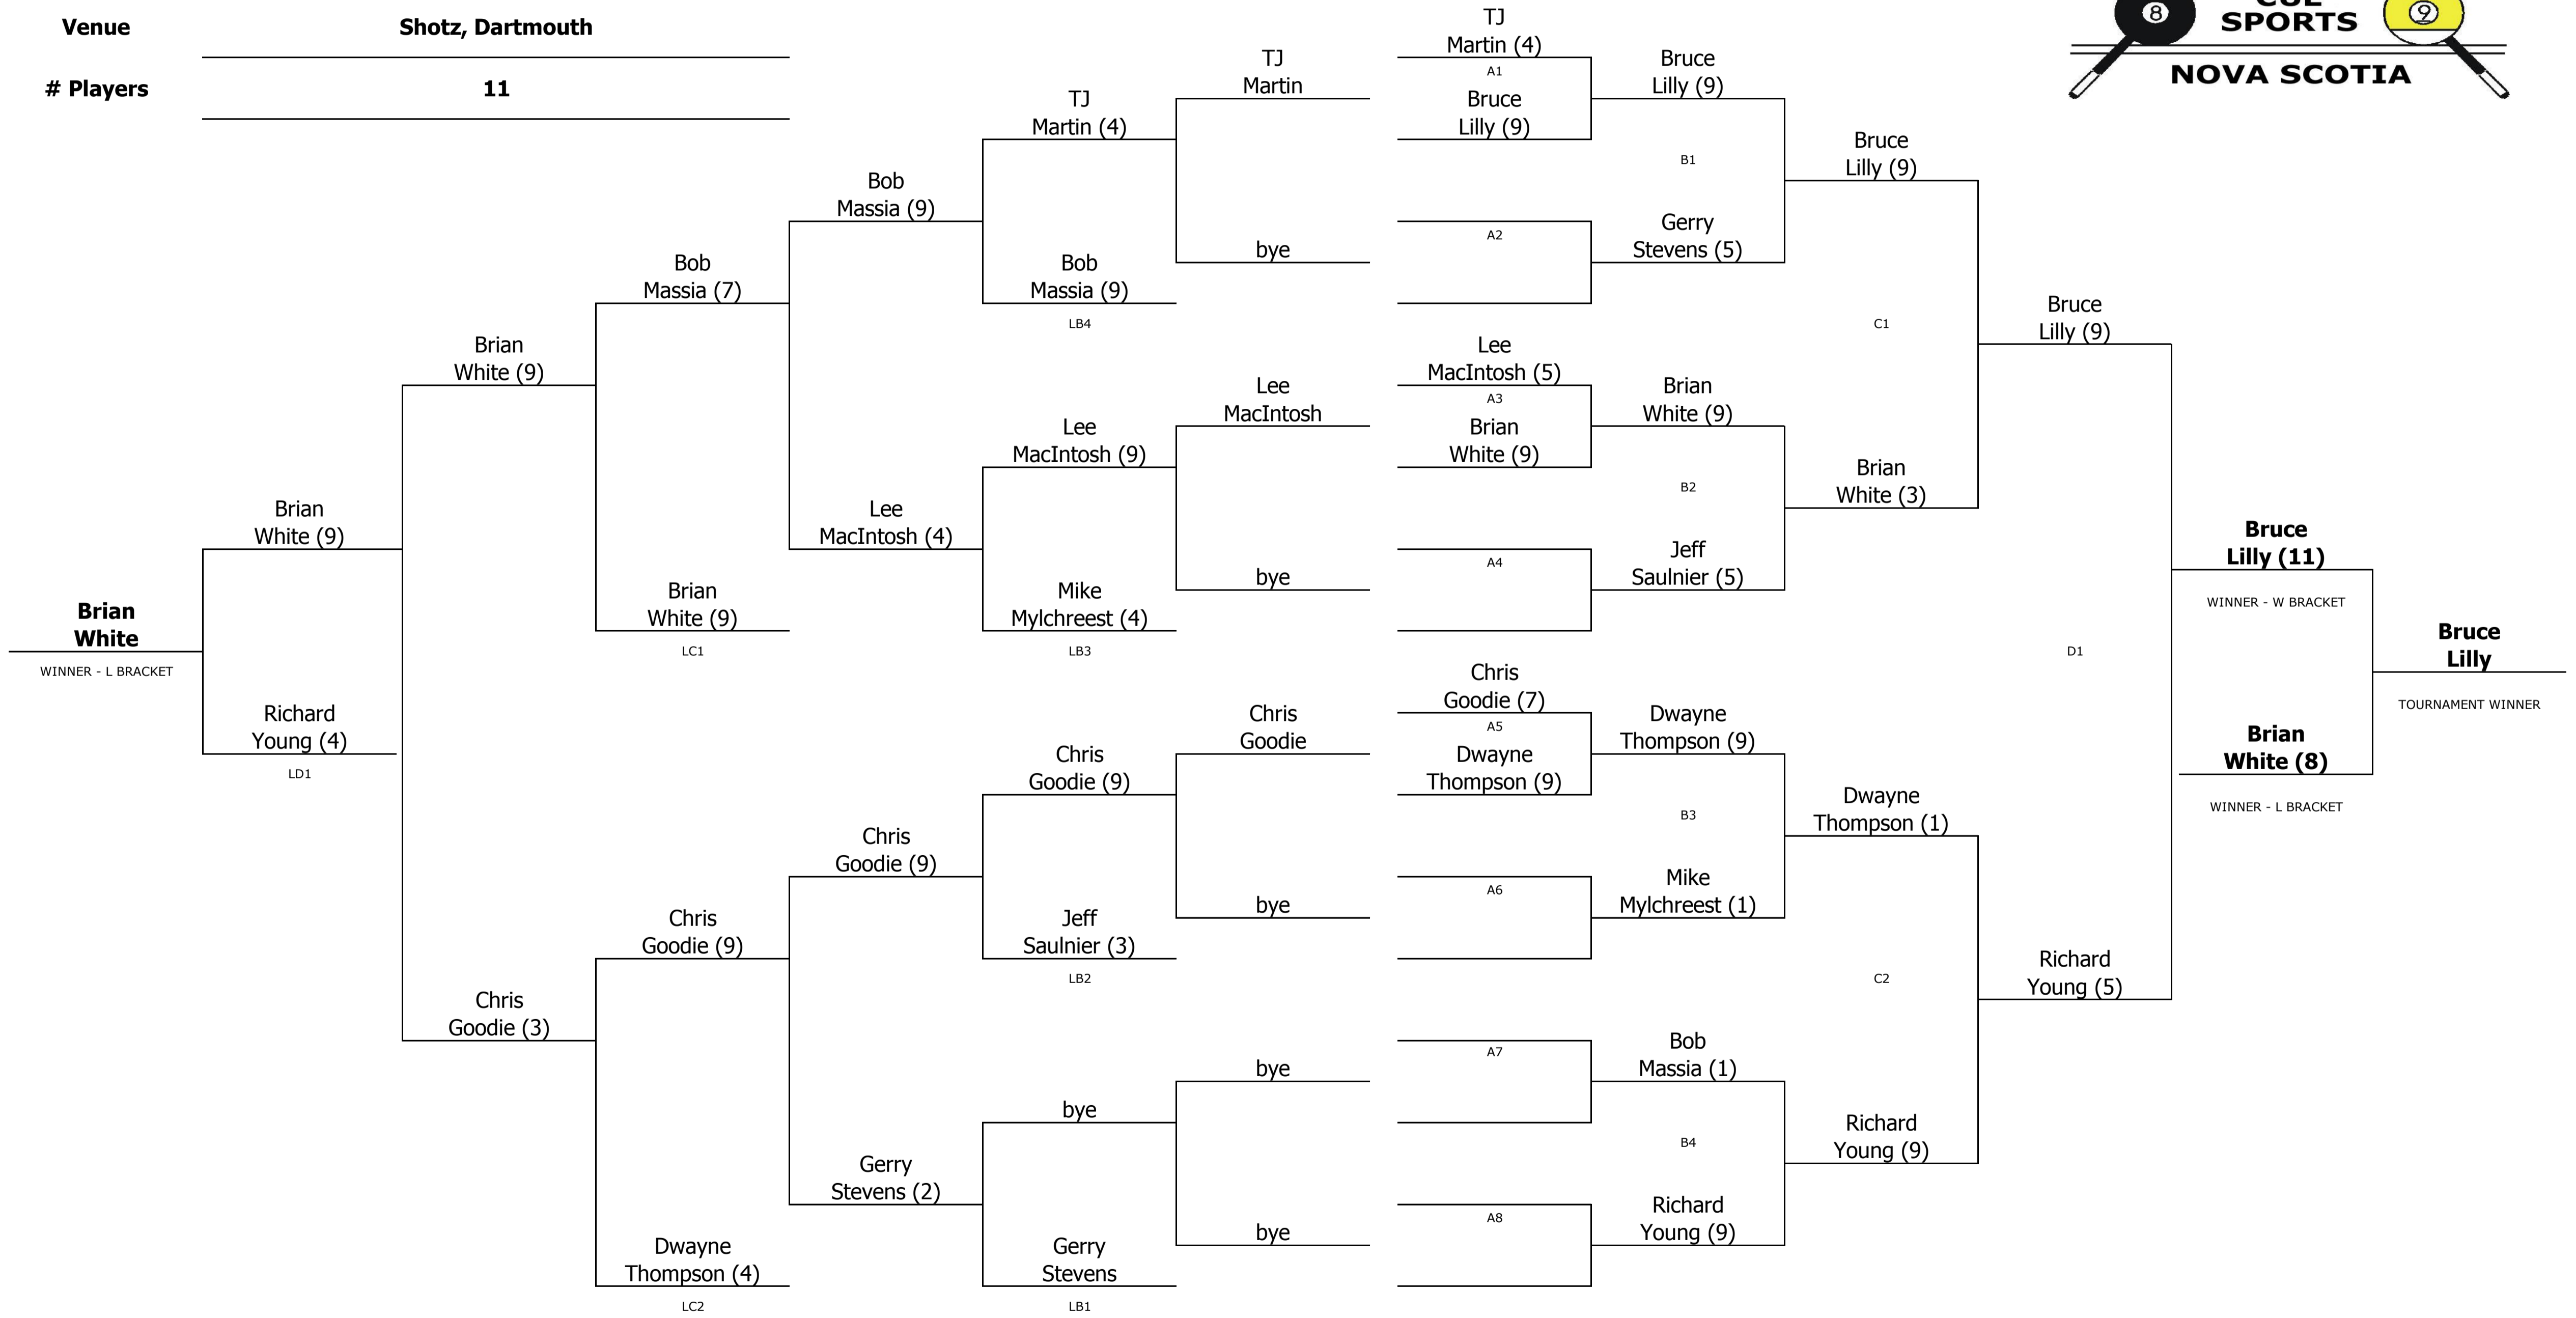 Venue
Shotz, Dartmouth
# Players
11
8
CUE
SPORTS
9
NOVA SCOTIA
Brian
White
WINNER - L BRACKET
Brian
White (9)
Richard
Young (4)
LD1
Brian
White (9)
Chris
Goodie (3)
Bob
Massia (7)
Brian
White (9)
LC1
Chris
Goodie (9)
Dwayne
Thompson (4)
LC2
Bob
Massia (9)
Lee
MacIntosh (4)
Chris
Goodie (9)
Gerry
Stevens (2)
TJ
Martin (4)
Bob
Massia (9)
LB4
Lee
MacIntosh (9)
Mike
Mylchreest (4)
LB3
Chris
Goodie (9)
Jeff
Saulnier (3)
LB2
bye
Gerry
Stevens
LB1
TJ
Martin
bye
Lee
MacIntosh
bye
Chris
Goodie
bye
bye
bye
TJ
Martin (4)
A1
Bruce
Lilly (9)
A2
Lee
MacIntosh (5)
A3
Brian
White (9)
A4
Chris
Goodie (7)
A5
Dwayne
Thompson (9)
A6
A7
A8
Bruce
Lilly (9)
B1
Gerry
Stevens (5)
Brian
White (9)
B2
Jeff
Saulnier (5)
Dwayne
Thompson (9)
B3
Mike
Mylchreest (1)
Bob
Massia (1)
B4
Richard
Young (9)
Bruce
Lilly (9)
C1
Brian
White (3)
Dwayne
Thompson (1)
C2
Richard
Young (9)
Bruce
Lilly (9)
D1
Richard
Young (5)
Bruce
Lilly (11)
WINNER - W BRACKET
Brian
White (8)
WINNER - L BRACKET
Bruce
Lilly
TOURNAMENT WINNER